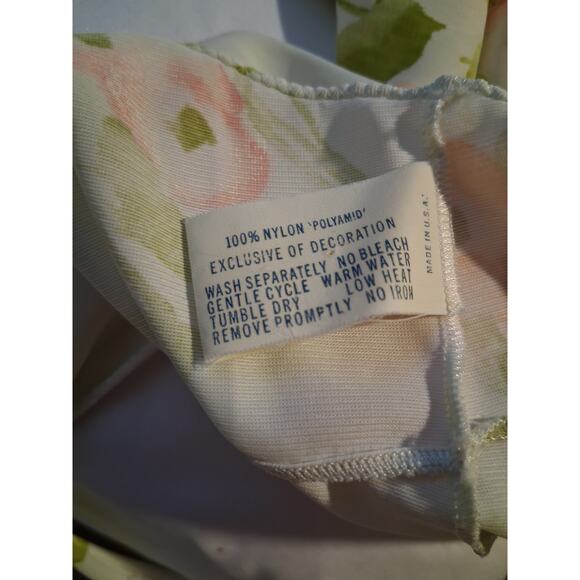 100% NYLON 'POLYAMID'
EXCLUSIVE OF DECORATION
WASH SEPARATELY NO BLEACH
GENTLE CYCLE WARM WATER
TUMBLE DRY LOW HEAT
REMOVE PROMPTLY NO IRON
MADE IN U.S.A.